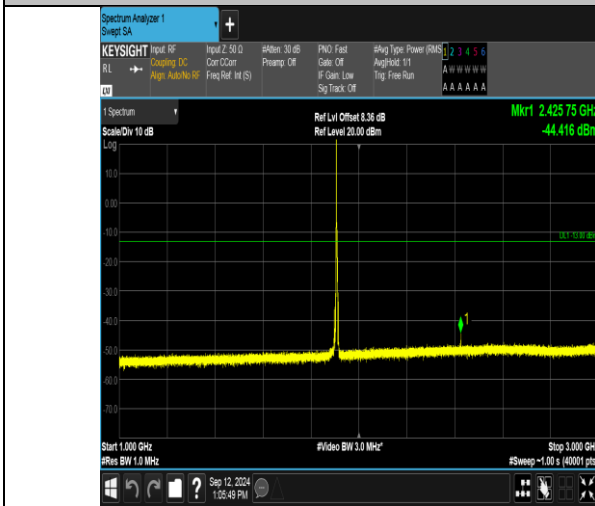 Spectrum Analyzer 1
Swept SA
+
KEYSIGHT Input: RF Input Z: 50 Ω #Atten: 30 dB PNO: Fast #Avg Type: Power (RMS 1 2 3 4 5 6
RL Coupling: DC Corr CCorr Preamp: Off Gate: Off Avg|Hold: 1/1 A W W W W W
Align: Auto/No RF Freq Ref: Int (S) IF Gain: Low Trig: Free Run
Sig Track: Off A A A A A A
1 Spectrum Ref Lvl Offset 8.36 dB Mkr1 2.425 75 GHz
Scale/Div 10 dB Ref Level 20.00 dBm -44.416 dBm
Log
10.0
0.00
-10.0
DL1 -13.00 dBm
-20.0
-30.0
-40.0
1
-50.0
-60.0
-70.0
Start 1.000 GHz #Video BW 3.0 MHz* Stop 3.000 GH
#Res BW 1.0 MHz #Sweep ~1.00 s (40001 pts
? Sep 12, 2024
1:05:49 PM